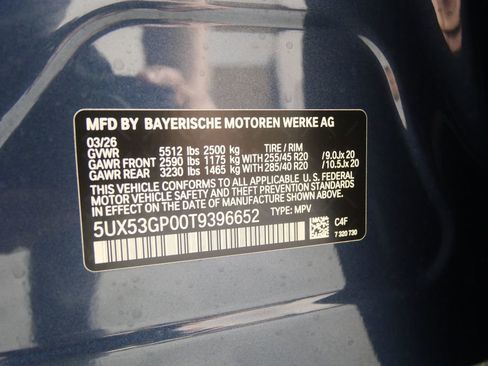 MFD BY BAYERISCHE MOTOREN WERKE AG
03/26
GVWR 5512 lbs 2500 kg TIRE / RIM
GAWR FRONT 2590 lbs 1175 kg WITH 255/45 R20 / 9.0Jx 20
GAWR REAR 3230 lbs 1465 kg WITH 285/40 R20 / 10.5Jx 20
THIS VEHICLE CONFORMS TO ALL APPLICABLE U.S. FEDERAL
MOTOR VEHICLE SAFETY AND THEFT PREVENTION STANDARDS
IN EFFECT ON THE DATE OF MANUFACTURE SHOWN ABOVE.
5UX53GP00T9396652 TYPE: MPV
C4F
7 320 730